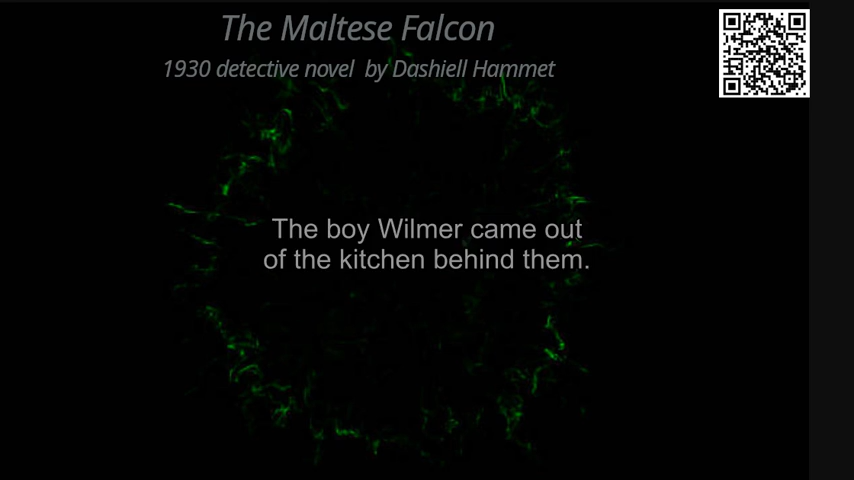 The Maltese Falcon
1930 detective novel by Dashiell Hammet
The boy Wilmer came out
of the kitchen behind them.